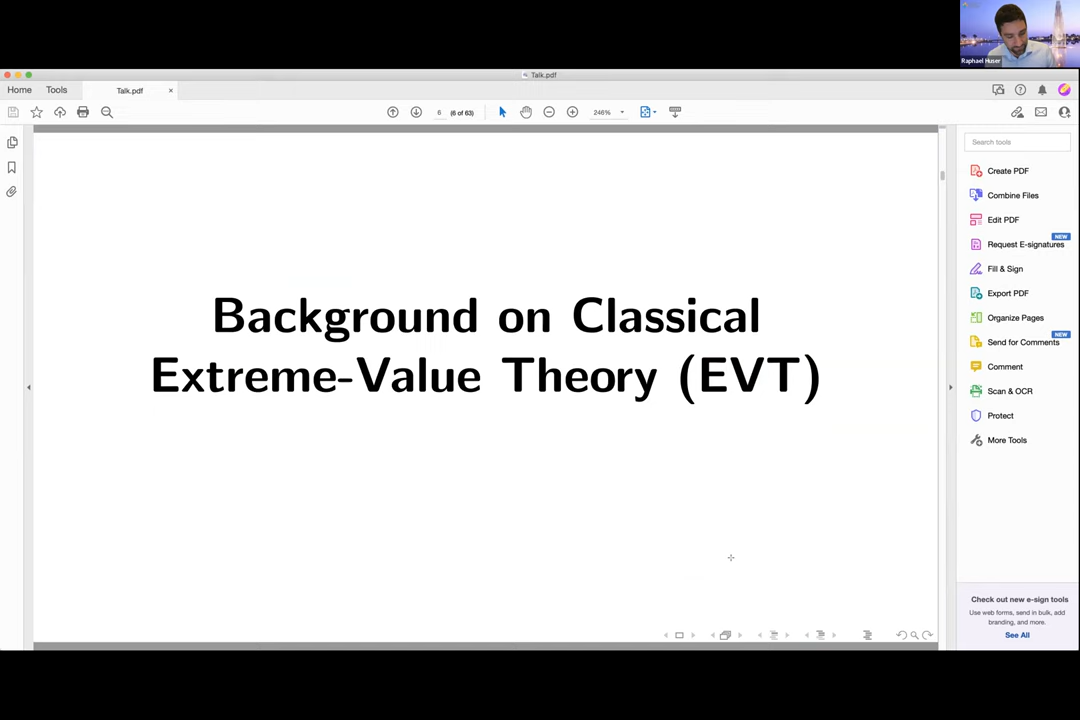 Raphael Huser
Talk.pdf
Home
Tools
Talk.pdf
×
6
(6 of 63)
246%
Search tools
Create PDF
Combine Files
Edit PDF
NEW
Request E-signatures
Fill & Sign
Export PDF
Organize Pages
NEW
Send for Comments
Comment
Scan & OCR
Protect
More Tools
Background on Classical
Extreme-Value Theory (EVT)
Check out new e-sign tools
Use web forms, send in bulk, add
branding, and more.
See All